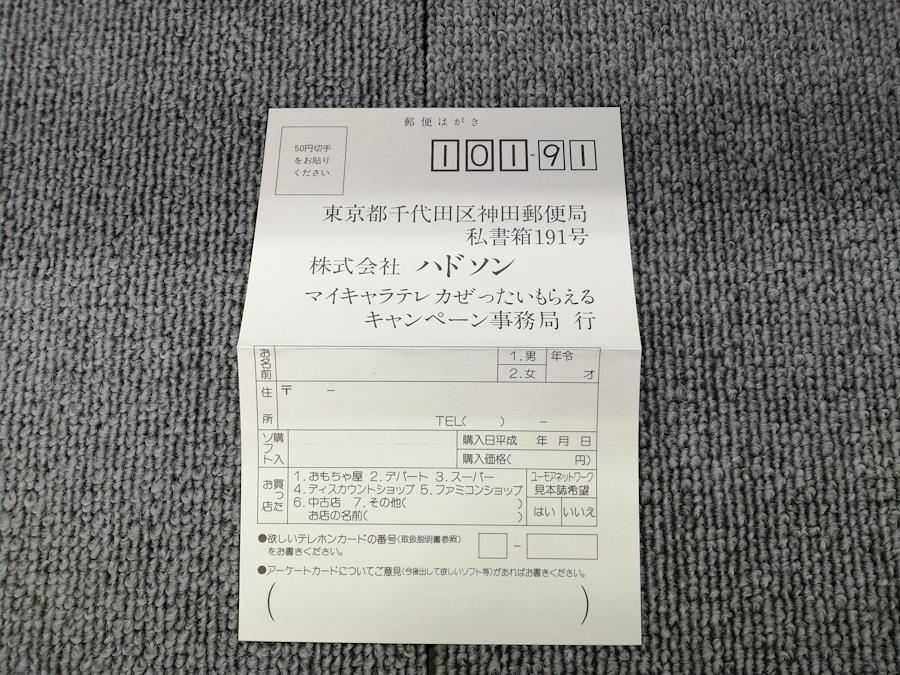 郵便はがき
50円切手
をお貼り
ください
101-91
東京都千代田区神田郵便局
私書箱191号
株式会社 ハドソン
マイキャラテレカぜったいもらえる
キャンペーン事務局 行
お名前
1.男
2.女
年令
才
住所
〒 －
TEL( ) －
購入ソフト
購入日平成 年 月 日
購入価格( 円)
お買った店
1.おもちゃ屋 2.デパート 3.スーパー
4.ディスカウントショップ 5.ファミコンショップ
6.中古店 7.その他( )
お店の名前( )
ユーモアネットワーク
見本誌希望
はい いいえ
●欲しいテレホンカードの番号(取扱説明書参照)
をお書きください。
－
●アーケートカードについてご意見(今後出して欲しいソフト等)があればお書きください。
( )